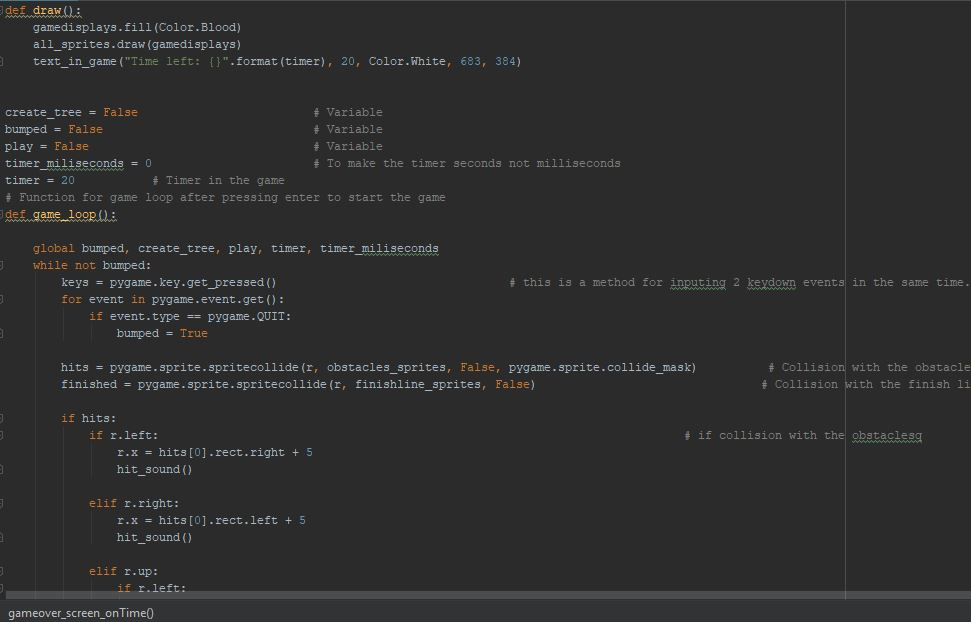 def draw():
gamedisplays.fill(Color.Blood)
all_sprites.draw(gamedisplays)
text_in_game("Time left: {}".format(timer), 20, Color.White, 683, 384)
create_tree = False # Variable
bumped = False # Variable
play = False # Variable
timer_miliseconds = 0 # To make the timer seconds not milliseconds
timer = 20 # Timer in the game
# Function for game loop after pressing enter to start the game
def game_loop():
global bumped, create_tree, play, timer, timer_miliseconds
while not bumped:
keys = pygame.key.get_pressed() # this is a method for inputing 2 keydown events in the same time.
for event in pygame.event.get():
if event.type == pygame.QUIT:
bumped = True
hits = pygame.sprite.spritecollide(r, obstacles_sprites, False, pygame.sprite.collide_mask) # Collision with the obstacle
finished = pygame.sprite.spritecollide(r, finishline_sprites, False) # Collision with the finish li
if hits:
if r.left: # if collision with the obstaclesg
r.x = hits[0].rect.right + 5
hit_sound()
elif r.right:
r.x = hits[0].rect.left + 5
hit_sound()
elif r.up:
if r.left:
gameover_screen_onTime()